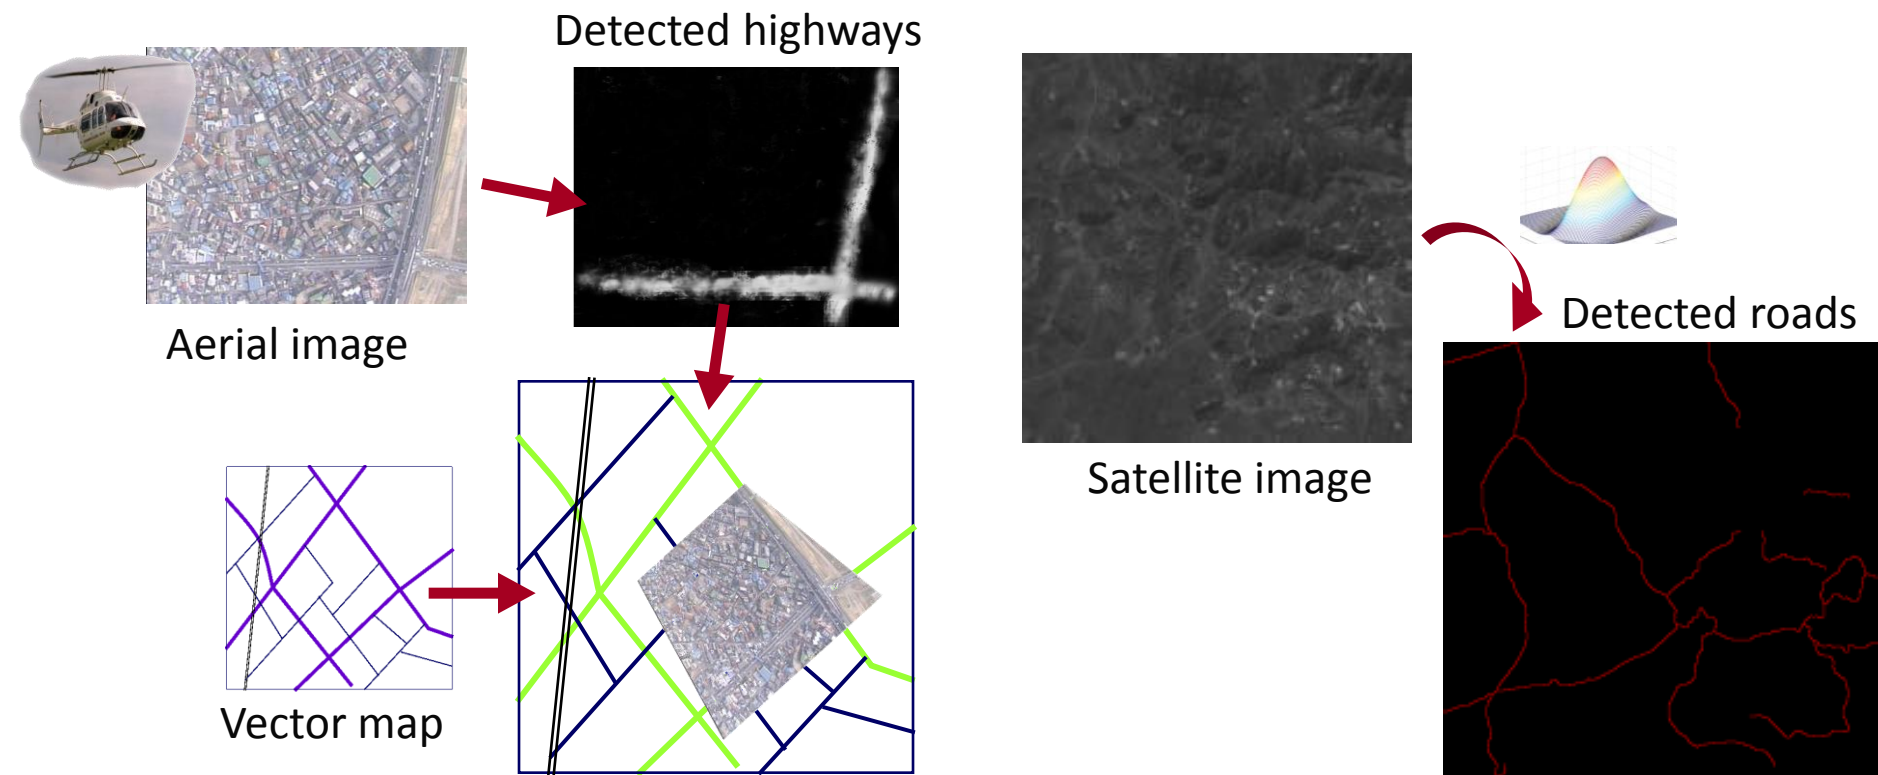 Detected highways
Aerial image
Vector map
Satellite image
Detected roads